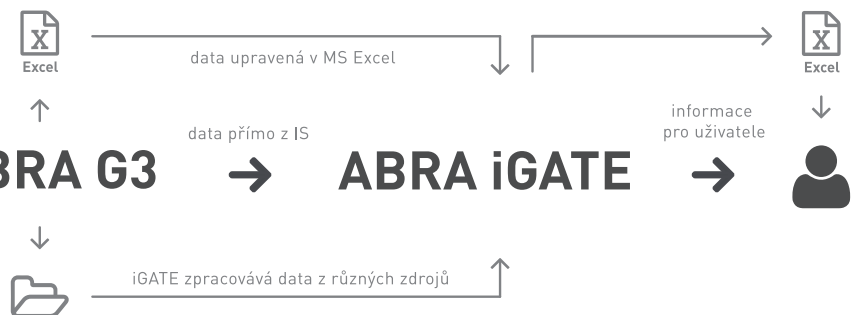 X
Excel
data upravená v MS Excel
X
Excel
data přímo z IS
informace
pro uživatele
BRA G3
ABRA iGATE
iGATE zpracovává data z různých zdrojů